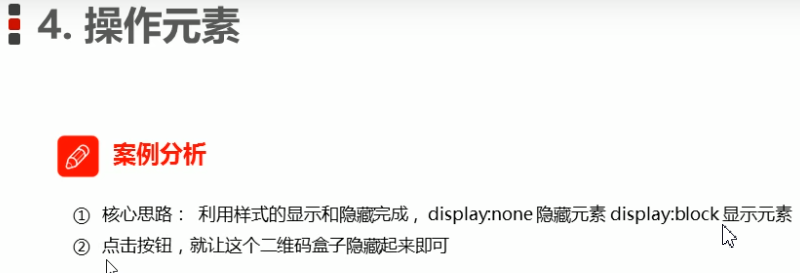 4. 操作元素
案例分析
① 核心思路： 利用样式的显示和隐藏完成，display:none 隐藏元素 display:block 显示元素
② 点击按钮，就让这个二维码盒子隐藏起来即可